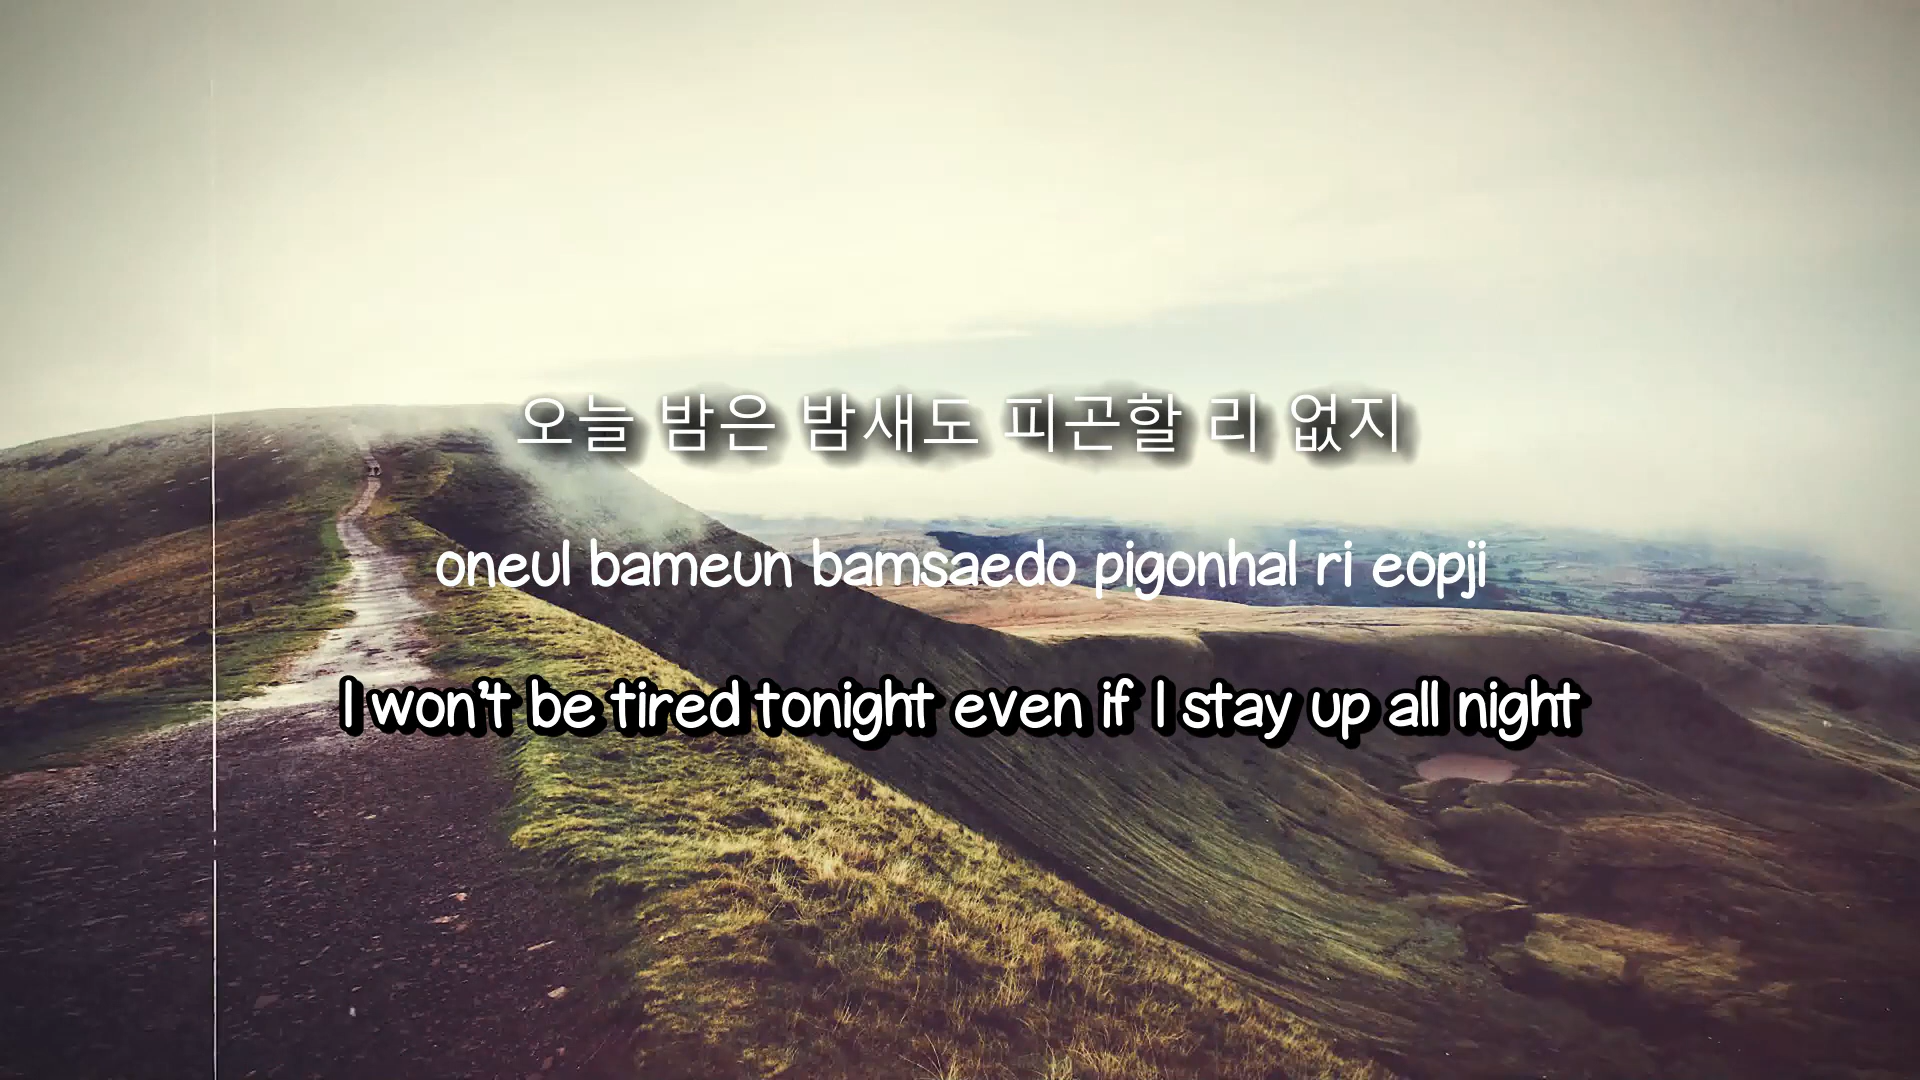 오늘 밤은 밤새도 피곤할 리 없지
oneul bameun bamsaedo pigonhal ri eopji
I won't be tired tonight even if I stay up all night